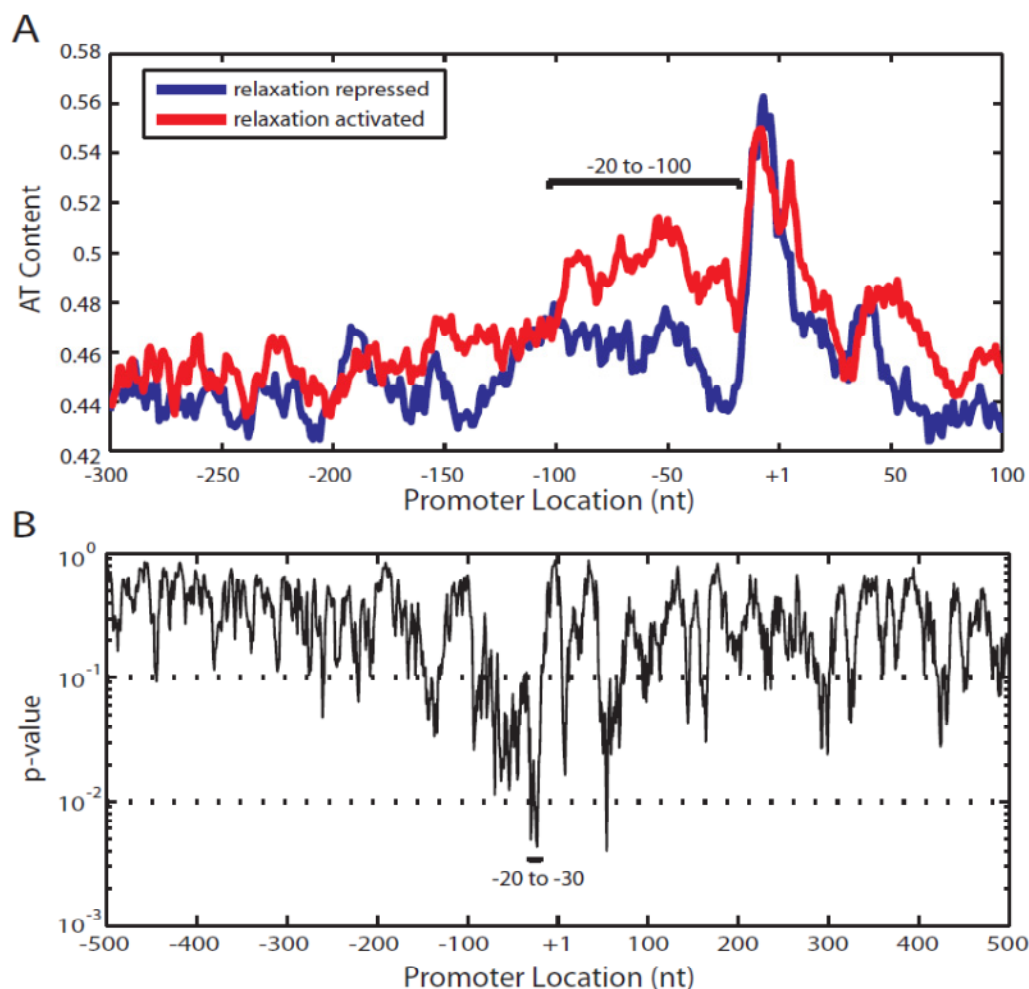 A
0.58
0.56
0.54
0.52
0.5
0.48
0.46
0.44
0.42
AT Content
relaxation repressed
relaxation activated
-20 to -100
-300 -250 -200 -150 -100 -50 +1 50 100
Promoter Location (nt)
B
10^0
10^-1
10^-2
10^-3
p-value
-20 to -30
-500 -400 -300 -200 -100 +1 100 200 300 400 500
Promoter Location (nt)